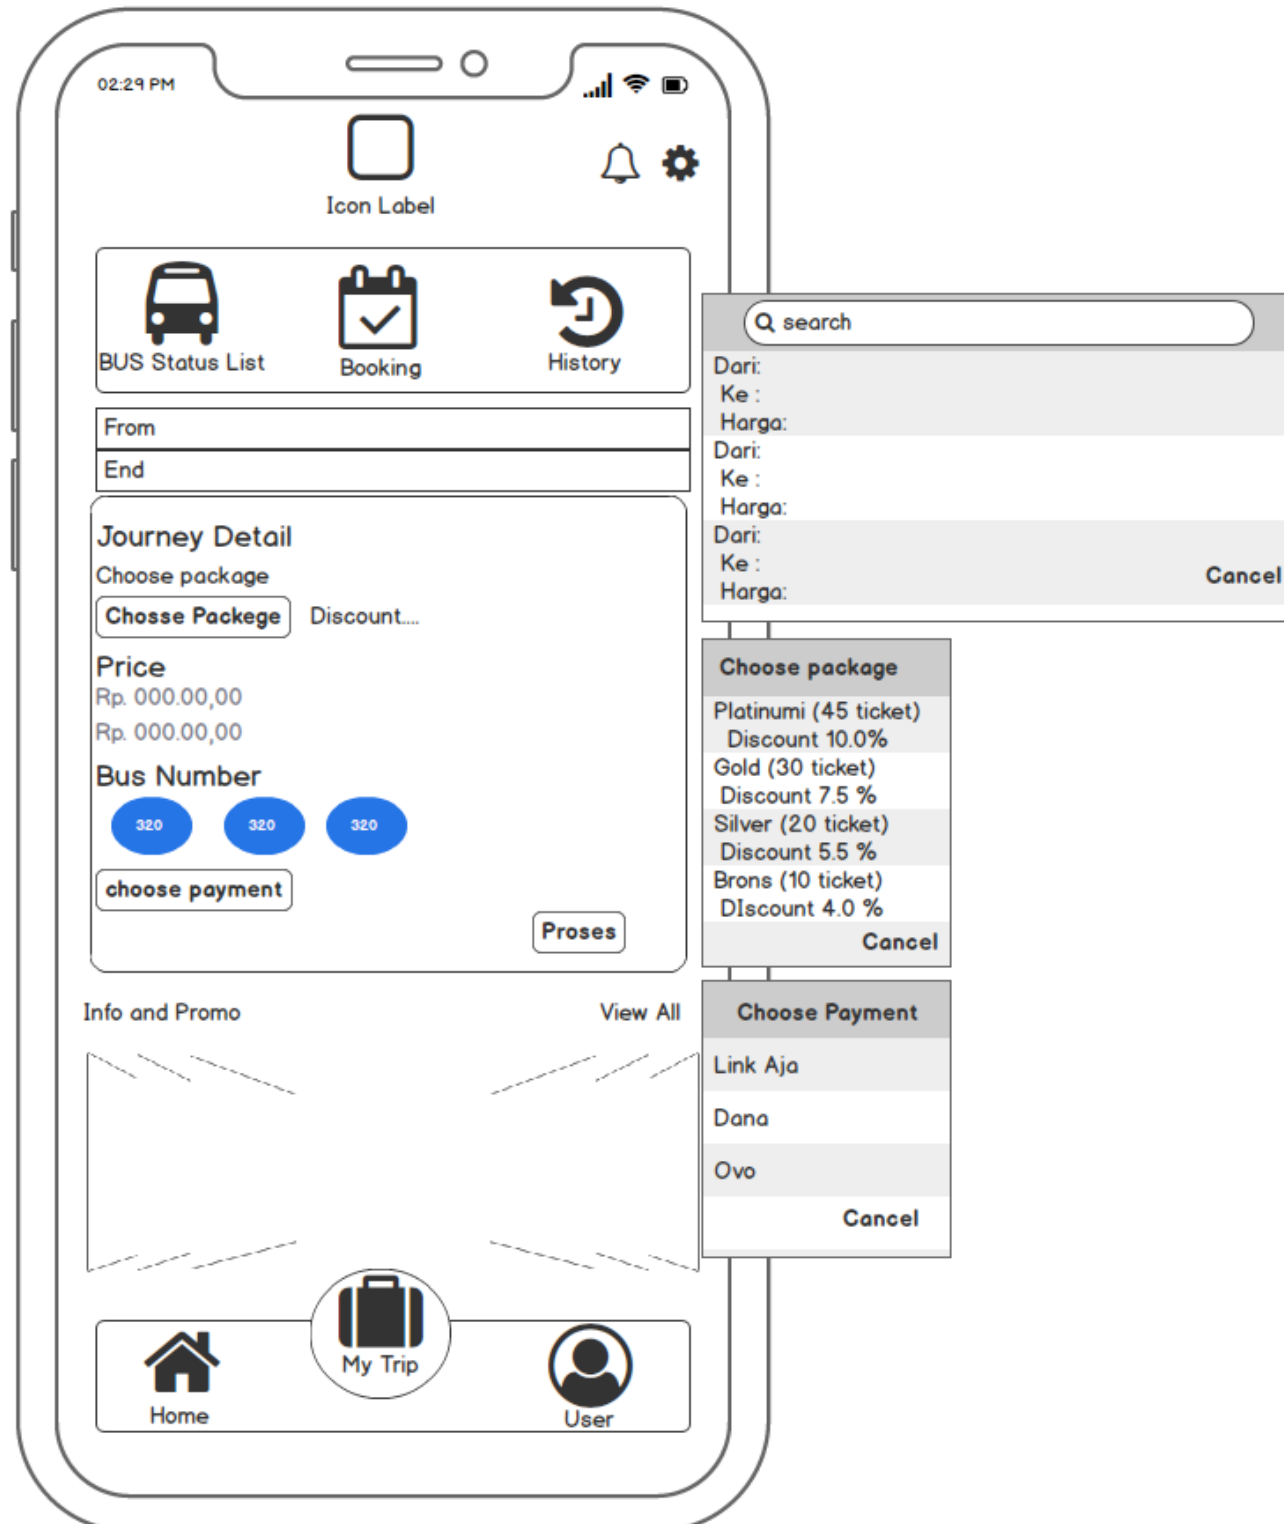 02:29 PM
Icon Label
BUS Status List
Booking
History
From
End
Journey Detail
Choose package
Chosse Packege
Discount....
Price
Rp. 000.00,00
Rp. 000.00,00
Bus Number
320
320
320
choose payment
Proses
Info and Promo
View All
My Trip
Home
User
search
Dari:
Ke :
Harga:
Dari:
Ke :
Harga:
Dari:
Ke :
Harga:
Cancel
Choose package
Platinumi (45 ticket)
Discount 10.0%
Gold (30 ticket)
Discount 7.5 %
Silver (20 ticket)
Discount 5.5 %
Brons (10 ticket)
DIscount 4.0 %
Cancel
Choose Payment
Link Aja
Dana
Ovo
Cancel